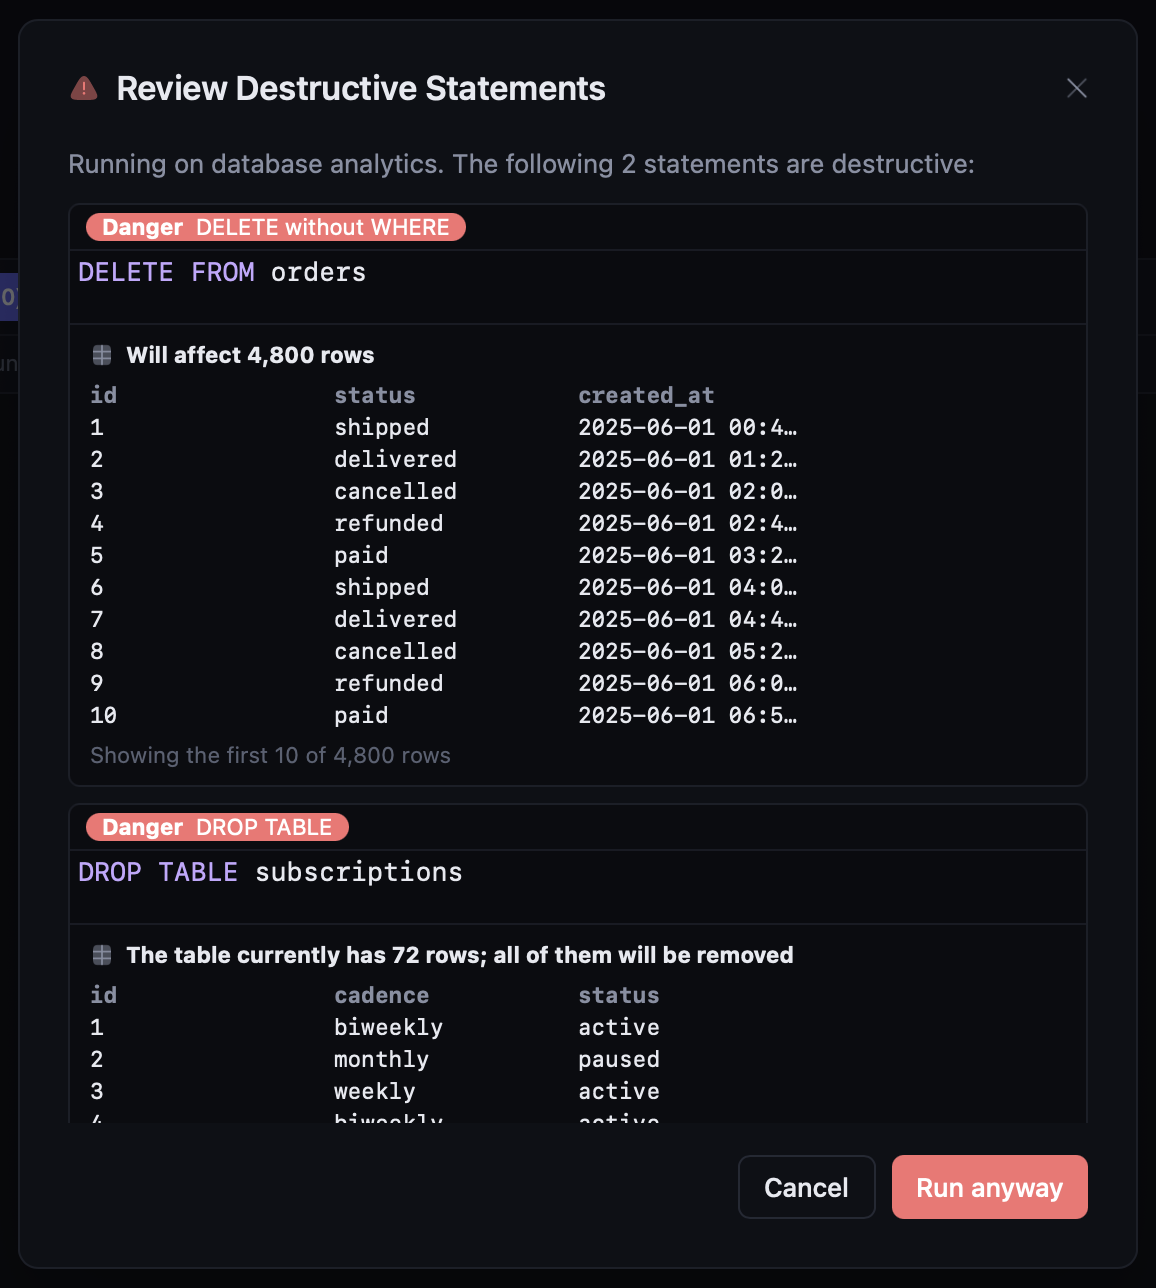 Review Destructive Statements
Running on database analytics. The following 2 statements are destructive:
Danger DELETE without WHERE
DELETE FROM orders
Will affect 4,800 rows
id status created_at
1 shipped 2025-06-01 00:4…
2 delivered 2025-06-01 01:2…
3 cancelled 2025-06-01 02:0…
4 refunded 2025-06-01 02:4…
5 paid 2025-06-01 03:2…
6 shipped 2025-06-01 04:0…
7 delivered 2025-06-01 04:4…
8 cancelled 2025-06-01 05:2…
9 refunded 2025-06-01 06:0…
10 paid 2025-06-01 06:5…
Showing the first 10 of 4,800 rows
Danger DROP TABLE
DROP TABLE subscriptions
The table currently has 72 rows; all of them will be removed
id cadence status
1 biweekly active
2 monthly paused
3 weekly active
4 biweekly active
Cancel Run anyway